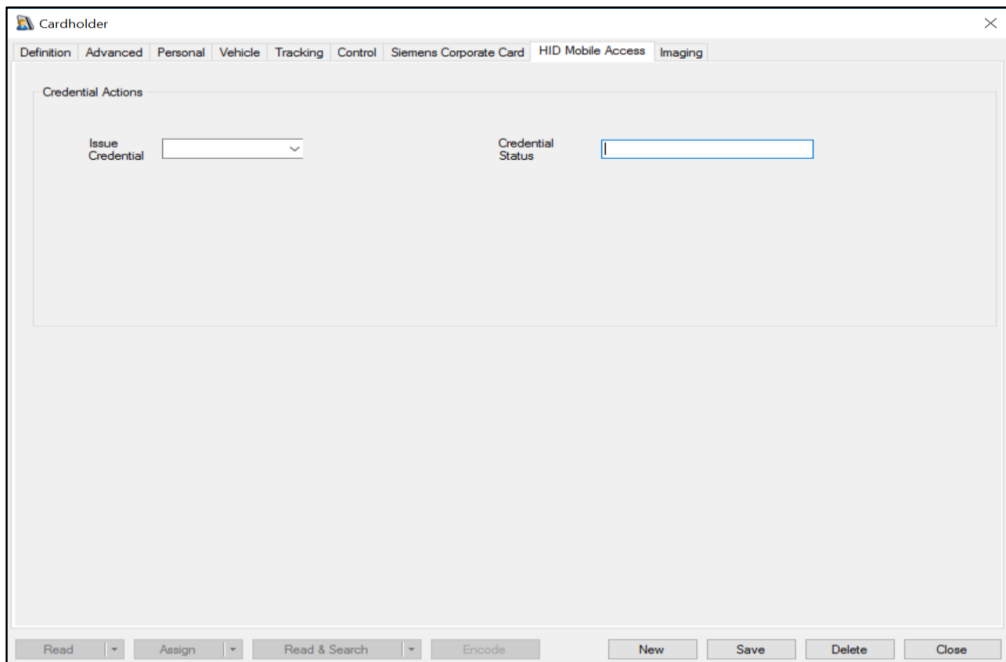 Cardholder
Definition Advanced Personal Vehicle Tracking Control Siemens Corporate Card HID Mobile Access Imaging
Credential Actions
Issue
Credential
Credential
Status
Read Assign Read & Search Encode New Save Delete Close